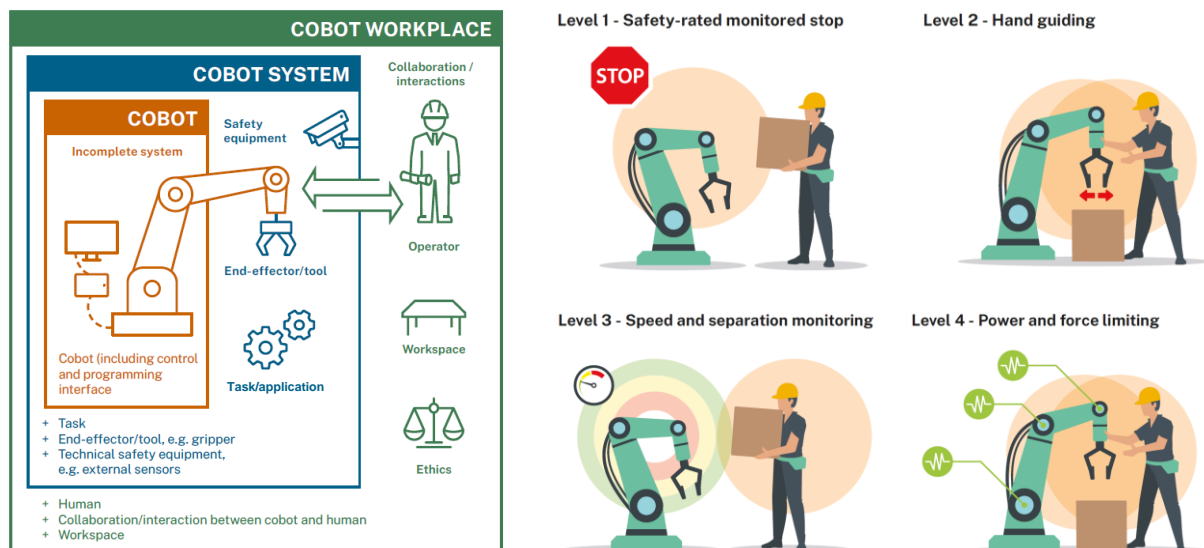 COBOT WORKPLACE
COBOT SYSTEM
COBOT
Incomplete system
Cobot (including control
and programming
interface
Safety
equipment
End-effector/tool
Task/application
+ Task
+ End-effector/tool, e.g. gripper
+ Technical safety equipment,
e.g. external sensors
Collaboration /
interactions
Operator
Workspace
Ethics
+ Human
+ Collaboration/interaction between cobot and human
+ Workspace
Level 1 - Safety-rated monitored stop
STOP
Level 2 - Hand guiding
Level 3 - Speed and separation monitoring
Level 4 - Power and force limiting